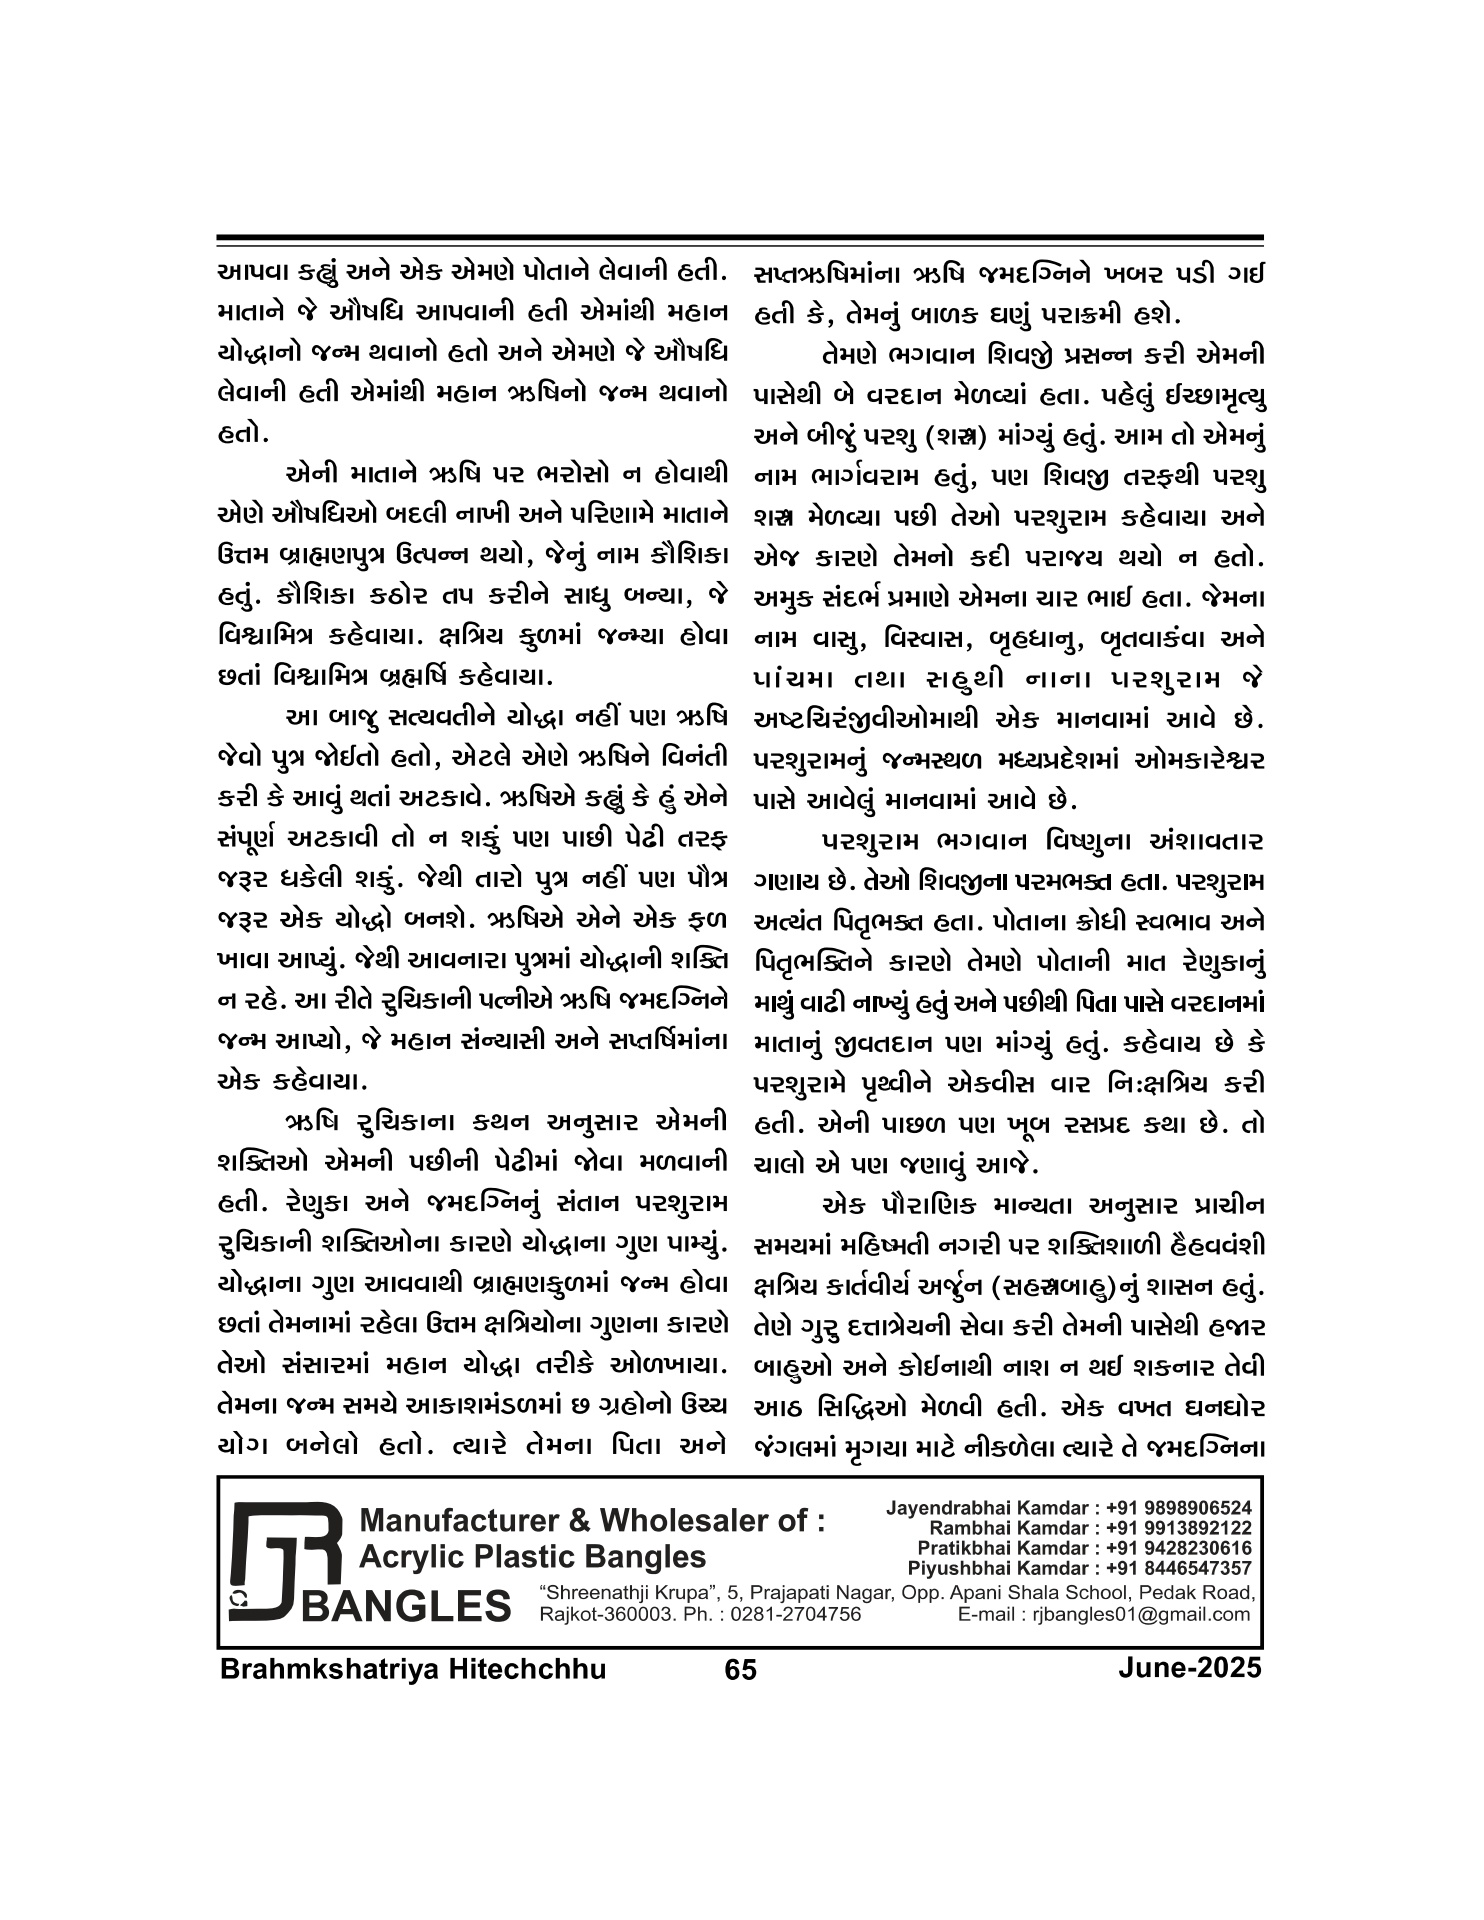 આપવા કહ્યું અને એક એમણે પોતાને લેવાની હતી.
માતાને જે ઔષધિ આપવાની હતી એમાંથી મહાન
યોદ્ધાનો જન્મ થવાનો હતો અને એમણે જે ઔષધિ
લેવાની હતી એમાંથી મહાન ઋષિનો જન્મ થવાનો
હતો.
એની માતાને ઋષિ પર ભરોસો ન હોવાથી
એણે ઔષધિઓ બદલી નાખી અને પરિણામે માતાને
ઉત્તમ બ્રાહ્મણપુત્ર ઉત્પન્ન થયો, જેનું નામ કૌશિકા
હતું. કૌશિકા કઠોર તપ કરીને સાધુ બન્યા, જે
વિશ્વામિત્ર કહેવાયા. ક્ષત્રિય કુળમાં જન્મ્યા હોવા
છતાં વિશ્વામિત્ર બ્રહ્મર્ષિ કહેવાયા.
આ બાજુ સત્યવતીને યોદ્ધા નહીં પણ ઋષિ
જેવો પુત્ર જોઈતો હતો, એટલે એણે ઋષિને વિનંતી
કરી કે આવું થતાં અટકાવે. ઋષિએ કહ્યું કે હું એને
સંપૂર્ણ અટકાવી તો ન શકું પણ પાછી પેઢી તરફ
જરૂર ધકેલી શકું. જેથી તારો પુત્ર નહીં પણ પૌત્ર
જરૂર એક યોદ્ધો બનશે. ઋષિએ એને એક ફળ
ખાવા આપ્યું. જેથી આવનારા પુત્રમાં યોદ્ધાની શક્તિ
ન રહે. આ રીતે રુચિકાની પત્નીએ ઋષિ જમદગ્નિને
જન્મ આપ્યો, જે મહાન સંન્યાસી અને સપ્તર્ષિમાંના
એક કહેવાયા.
ઋષિ રુચિકાના કથન અનુસાર એમની
શક્તિઓ એમની પછીની પેઢીમાં જોવા મળવાની
હતી. રેણુકા અને જમદગ્નિનું સંતાન પરશુરામ
રુચિકાની શક્તિઓના કારણે યોદ્ધાના ગુણ પામ્યું.
યોદ્ધાના ગુણ આવવાથી બ્રાહ્મણકુળમાં જન્મ હોવા
છતાં તેમનામાં રહેલા ઉત્તમ ક્ષત્રિયોના ગુણના કારણે
તેઓ સંસારમાં મહાન યોદ્ધા તરીકે ઓળખાયા.
તેમના જન્મ સમયે આકાશમંડળમાં છ ગ્રહોનો ઉચ્ચ
યોગ બનેલો હતો. ત્યારે તેમના પિતા અને
સપ્તઋષિમાંના ઋષિ જમદગ્નિને ખબર પડી ગઈ
હતી કે, તેમનું બાળક ઘણું પરાક્રમી હશે.
તેમણે ભગવાન શિવજી પ્રસન્ન કરી એમની
પાસેથી બે વરદાન મેળવ્યાં હતા. પહેલું ઈચ્છામૃત્યુ
અને બીજું પરશુ (શસ્ત્ર) માંગ્યું હતું. આમ તો એમનું
નામ ભાર્ગવરામ હતું, પણ શિવજી તરફથી પરશુ
શસ્ત્ર મેળવ્યા પછી તેઓ પરશુરામ કહેવાયા અને
એજ કારણે તેમનો કદી પરાજય થયો ન હતો.
અમુક સંદર્ભ પ્રમાણે એમના ચાર ભાઈ હતા. જેમના
નામ વાસુ, વિસ્વાસ, બૃહધાનુ, બૃતવાકંવા અને
પાંચમા તથા સહુથી નાના પરશુરામ જે
અષ્ટચિરંજીવીઓમાથી એક માનવામાં આવે છે.
પરશુરામનું જન્મસ્થળ મધ્યપ્રદેશમાં ઓમકારેશ્વર
પાસે આવેલું માનવામાં આવે છે.
પરશુરામ ભગવાન વિષ્ણુના અંશાવતાર
ગણાય છે. તેઓ શિવજીના પરમભક્ત હતા. પરશુરામ
અત્યંત પિતૃભક્ત હતા. પોતાના ક્રોધી સ્વભાવ અને
પિતૃભક્તિને કારણે તેમણે પોતાની માત રેણુકાનું
માથું વાઢી નાખ્યું હતું અને પછીથી પિતા પાસે વરદાનમાં
માતાનું જીવતદાન પણ માંગ્યું હતું. કહેવાય છે કે
પરશુરામે પૃથ્વીને એકવીસ વાર નિઃક્ષત્રિય કરી
હતી. એની પાછળ પણ ખૂબ રસપ્રદ કથા છે. તો
ચાલો એ પણ જણાવું આજે.
એક પૌરાણિક માન્યતા અનુસાર પ્રાચીન
સમયમાં મહિષ્મતી નગરી પર શક્તિશાળી હૈહવવંશી
ક્ષત્રિય કાર્તવીર્ય અર્જુન (સહસ્ત્રબાહુ)નું શાસન હતું.
તેણે ગુરુ દત્તાત્રેયની સેવા કરી તેમની પાસેથી હજાર
બાહુઓ અને કોઈનાથી નાશ ન થઈ શકનાર તેવી
આઠ સિદ્ધિઓ મેળવી હતી. એક વખત ઘનઘોર
જંગલમાં મૃગયા માટે નીકળેલા ત્યારે તે જમદગ્નિના
RJ BANGLES
Manufacturer & Wholesaler of :
Acrylic Plastic Bangles
Jayendrabhai Kamdar : +91 9898906524
Rambhai Kamdar : +91 9913892122
Pratikbhai Kamdar : +91 9428230616
Piyushbhai Kamdar : +91 8446547357
“Shreenathji Krupa”, 5, Prajapati Nagar, Opp. Apani Shala School, Pedak Road,
Rajkot-360003. Ph. : 0281-2704756 E-mail : rjbangles01@gmail.com
Brahmkshatriya Hitechchhu 65 June-2025